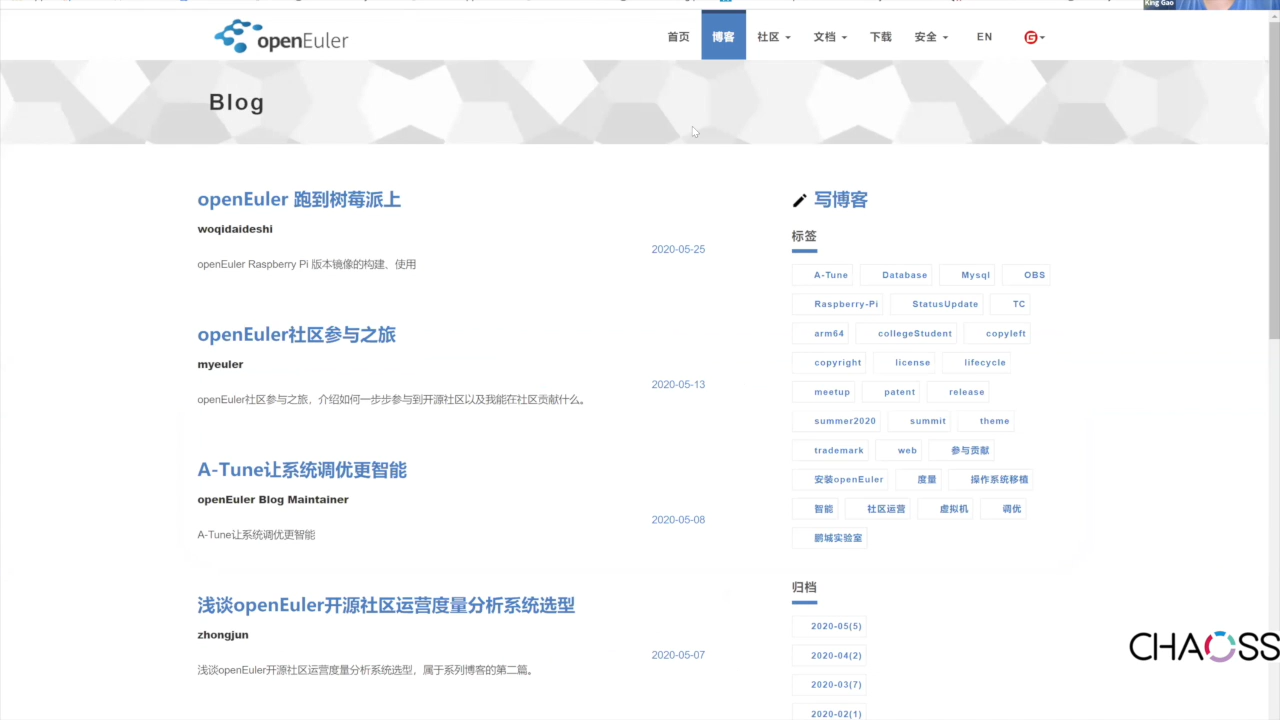 King Gao
openEuler
首页 博客 社区 文档 下载 安全 EN
Blog
openEuler 跑到树莓派上
woqidaideshi
2020-05-25
openEuler Raspberry Pi 版本镜像的构建、使用
openEuler社区参与之旅
myeuler
2020-05-13
openEuler社区参与之旅，介绍如何一步步参与到开源社区以及我能在社区贡献什么。
A-Tune让系统调优更智能
openEuler Blog Maintainer
2020-05-08
A-Tune让系统调优更智能
浅谈openEuler开源社区运营度量分析系统选型
zhongjun
2020-05-07
浅谈openEuler开源社区运营度量分析系统选型，属于系列博客的第二篇。
写博客
标签
A-Tune Database Mysql OBS
Raspberry-Pi StatusUpdate TC
arm64 collegeStudent copyleft
copyright license lifecycle
meetup patent release
summer2020 summit theme
trademark web 参与贡献
安装openEuler 度量 操作系统移植
智能 社区运营 虚拟机 调优
鹏城实验室
归档
2020-05(5)
2020-04(2)
2020-03(7)
2020-02(1)
CHAOSS